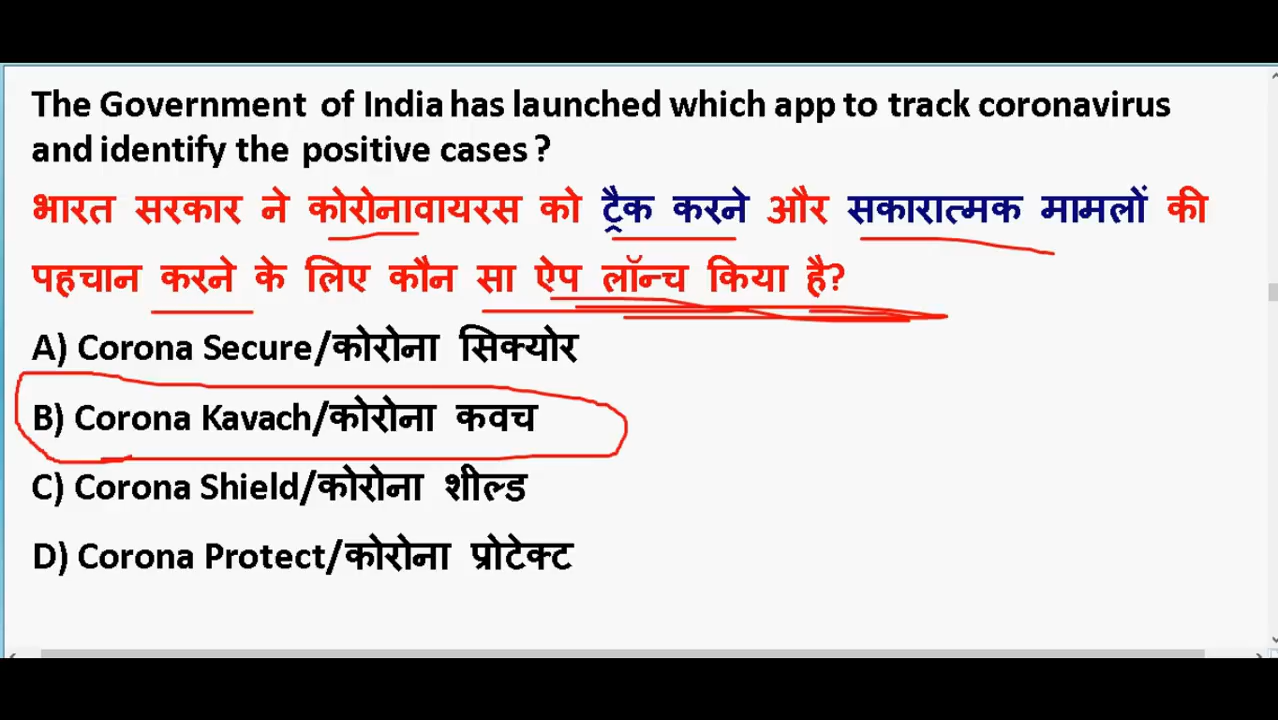 The Government of India has launched which app to track coronavirus
and identify the positive cases ?
भारत सरकार ने कोरोनावायरस को ट्रैक करने और सकारात्मक मामलों की
पहचान करने के लिए कौन सा ऐप लॉन्च किया है?
A) Corona Secure/कोरोना सिक्योर
B) Corona Kavach/कोरोना कवच
C) Corona Shield/कोरोना शील्ड
D) Corona Protect/कोरोना प्रोटेक्ट